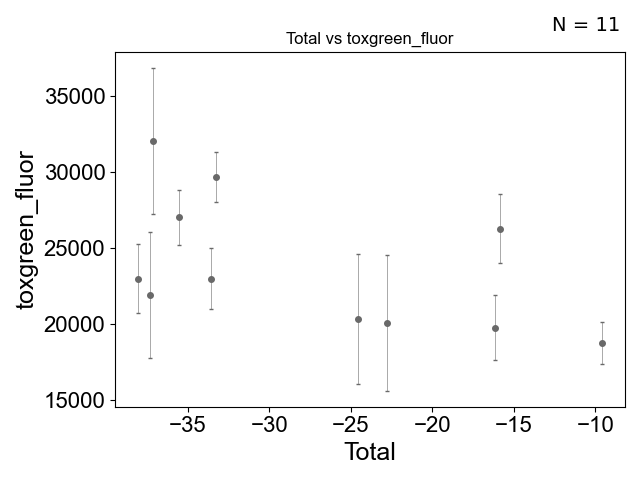 N = 11
Total vs toxgreen_fluor
toxgreen_fluor
35000
30000
25000
20000
15000
−35 −30 −25 −20 −15 −10
Total